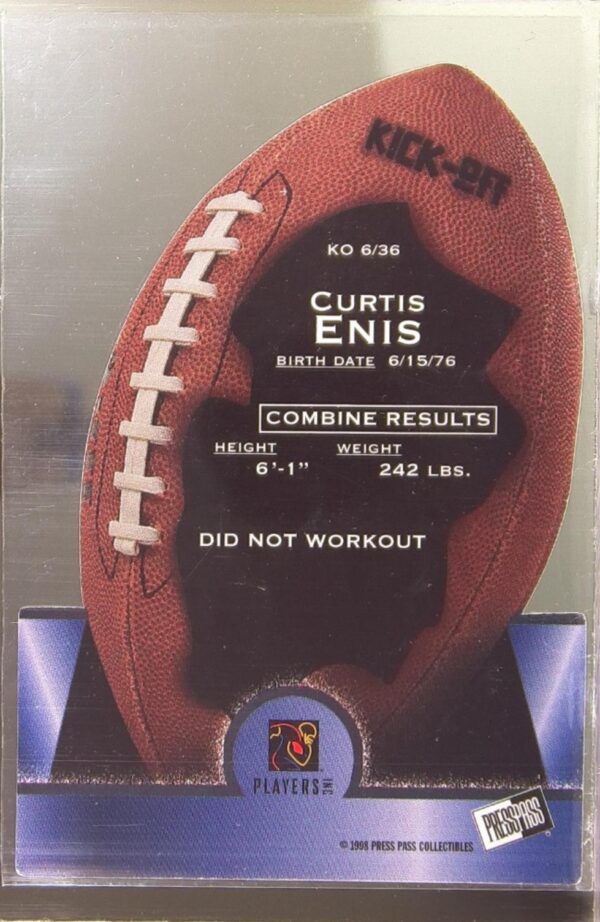 KICK-OFF
KO 6/36
CURTIS
ENIS
BIRTH DATE 6/15/76
COMBINE RESULTS
HEIGHT WEIGHT
6'-1" 242 LBS.
DID NOT WORKOUT
PLAYERS INC
PRESS PASS
© 1998 PRESS PASS COLLECTIBLES